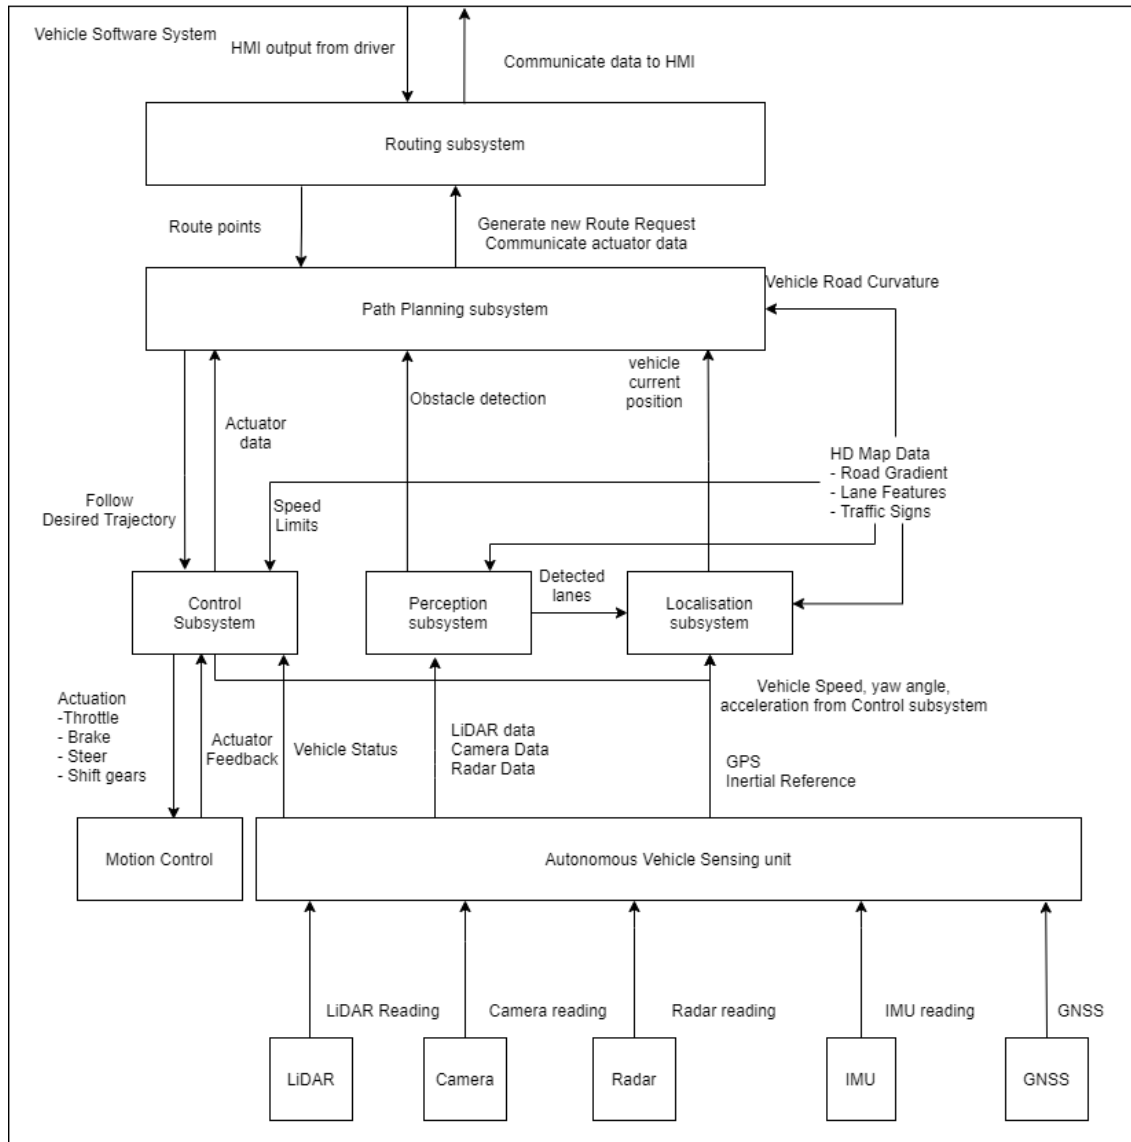 Vehicle Software System
HMI output from driver
Communicate data to HMI
Routing subsystem
Route points
Generate new Route Request
Communicate actuator data
Path Planning subsystem
Vehicle Road Curvature
vehicle
current
position
Obstacle detection
Actuator
data
HD Map Data
- Road Gradient
- Lane Features
- Traffic Signs
Follow
Desired Trajectory
Speed
Limits
Control
Subsystem
Perception
subsystem
Detected
lanes
Localisation
subsystem
Actuation
-Throttle
- Brake
- Steer
- Shift gears
Actuator
Feedback
Vehicle Status
LiDAR data
Camera Data
Radar Data
Vehicle Speed, yaw angle,
acceleration from Control subsystem
GPS
Inertial Reference
Motion Control
Autonomous Vehicle Sensing unit
LiDAR Reading
Camera reading
Radar reading
IMU reading
GNSS
LiDAR
Camera
Radar
IMU
GNSS